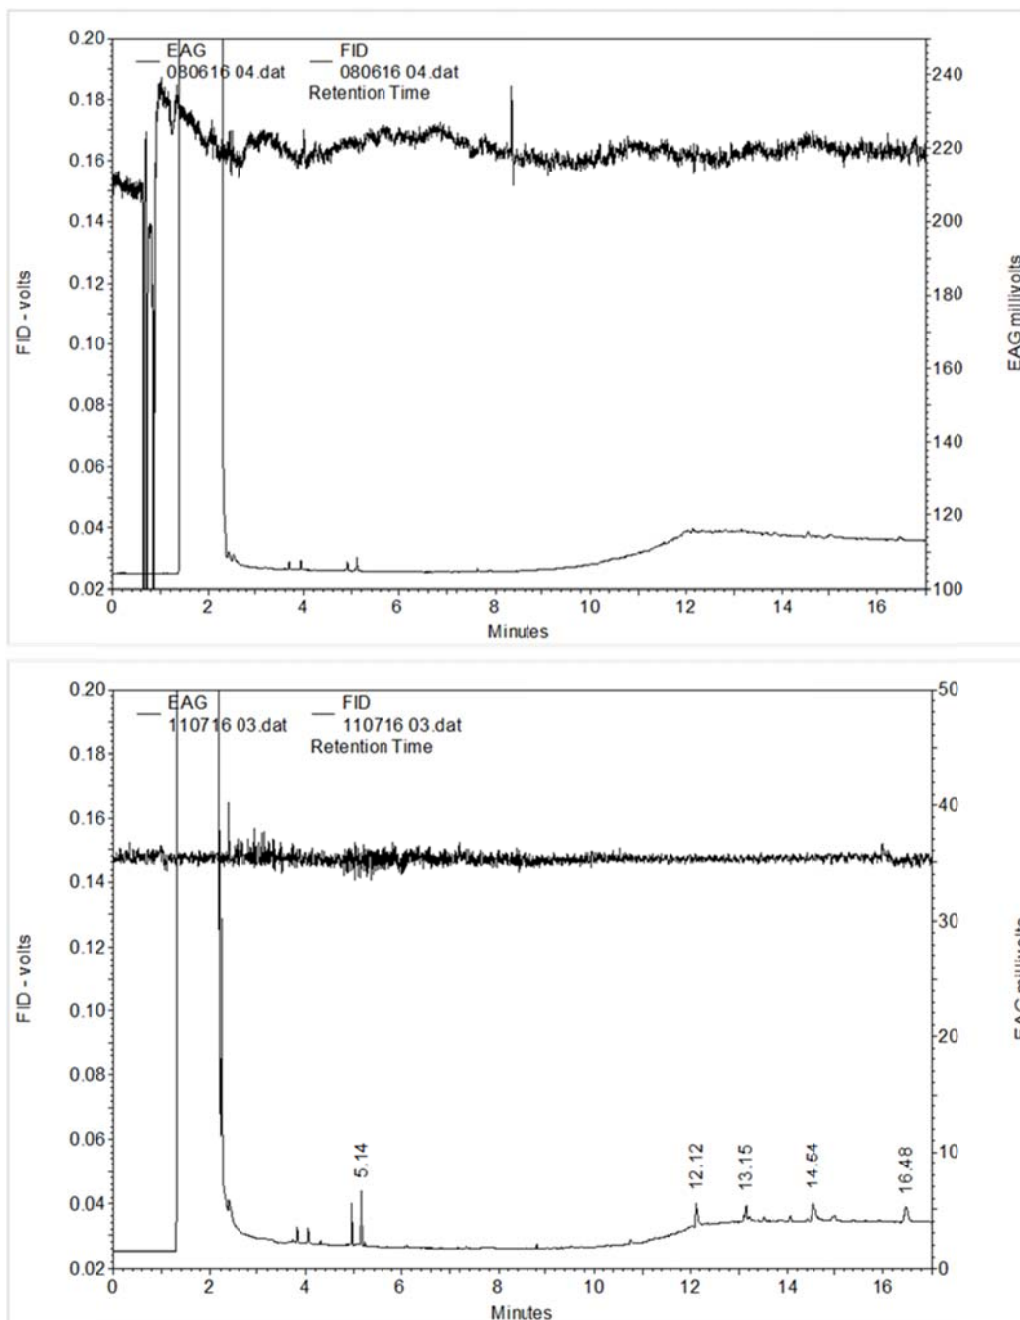 EAG FID
080616 04.dat 080616 04.dat
Retention Time
0.20
0.18
0.16
0.14
0.12
0.10
0.08
0.06
0.04
0.02
FID - volts
240
220
200
180
160
140
120
100
EAG millivolts
0 2 4 6 8 10 12 14 16
Minutes
EAG FID
110716 03.dat 110716 03.dat
Retention Time
0.20
0.18
0.16
0.14
0.12
0.10
0.08
0.06
0.04
0.02
FID - volts
5.14
12.12
13.15
14.54
16.48
50
40
30
20
10
0
EAG millivolts
0 2 4 6 8 10 12 14 16
Minutes